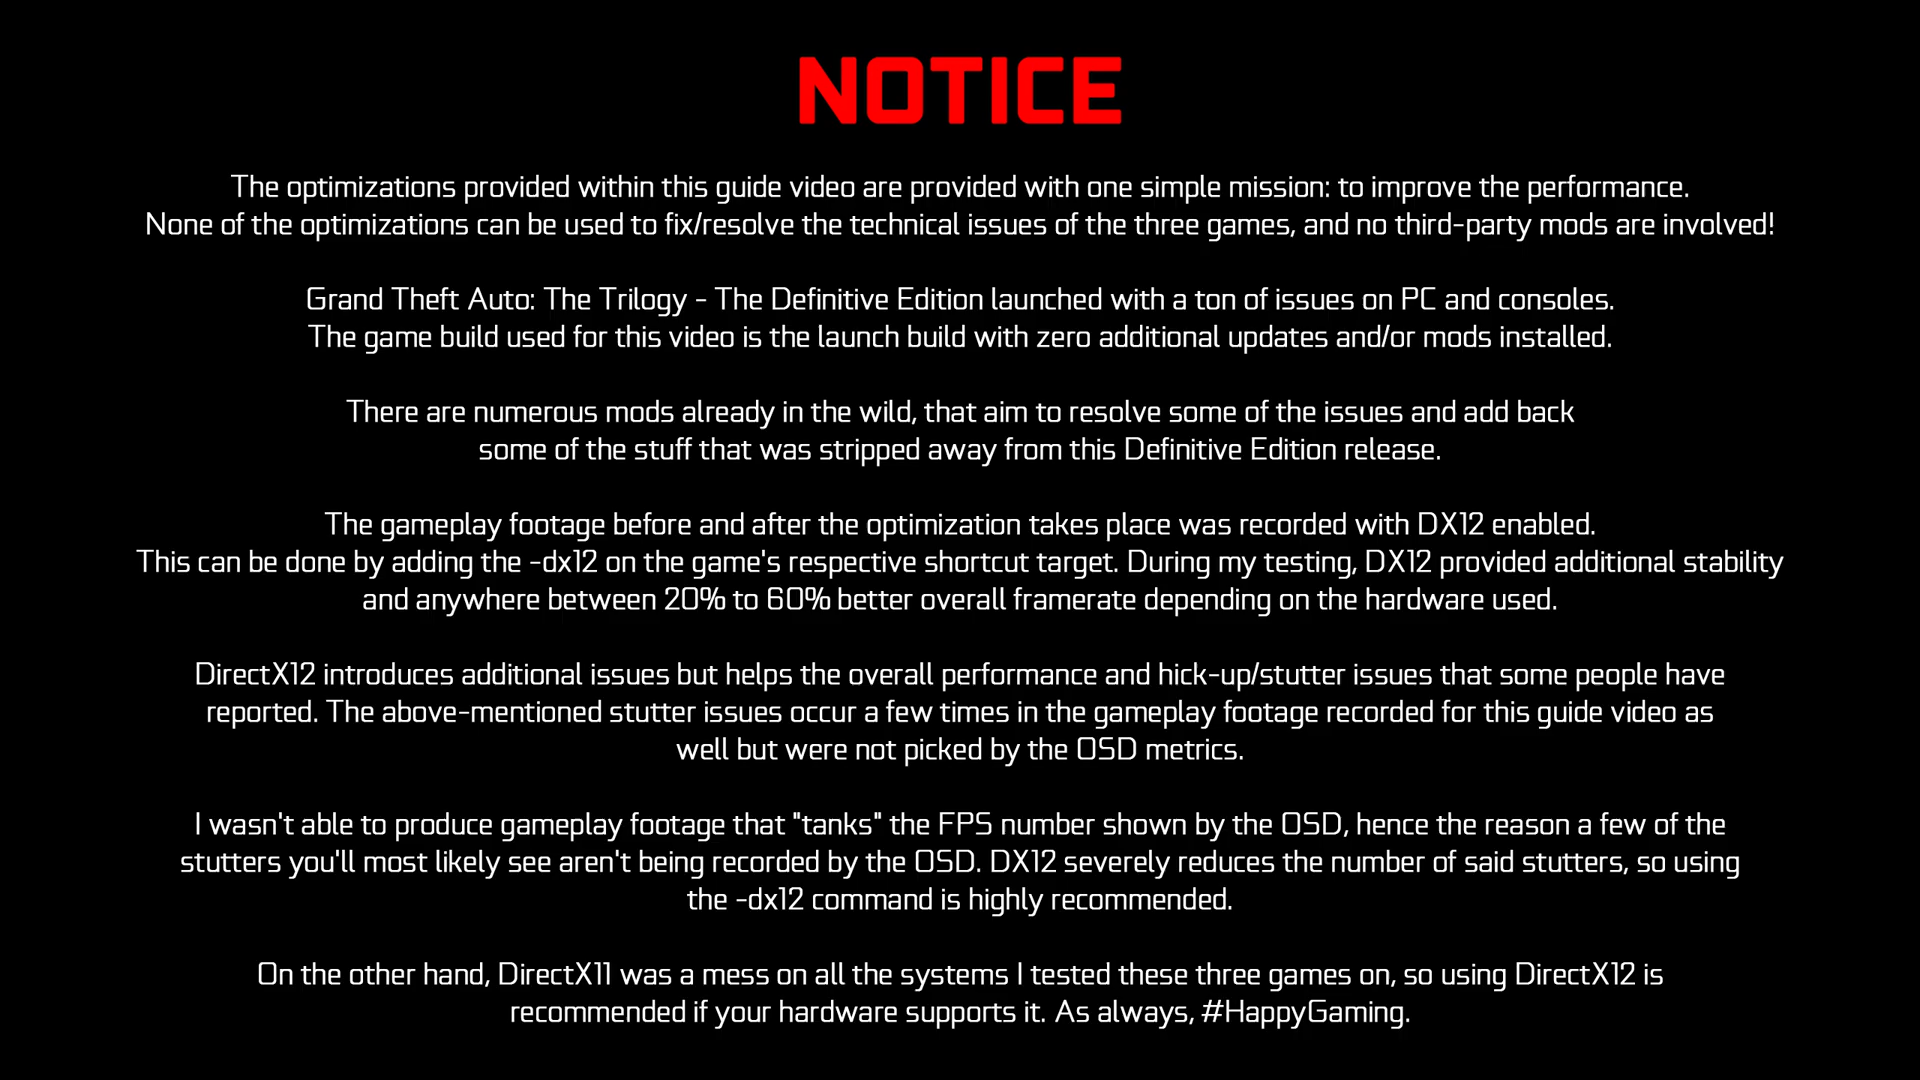 NOTICE
The optimizations provided within this guide video are provided with one simple mission: to improve the performance.
None of the optimizations can be used to fix/resolve the technical issues of the three games, and no third-party mods are involved!
Grand Theft Auto: The Trilogy - The Definitive Edition launched with a ton of issues on PC and consoles.
The game build used for this video is the launch build with zero additional updates and/or mods installed.
There are numerous mods already in the wild, that aim to resolve some of the issues and add back
some of the stuff that was stripped away from this Definitive Edition release.
The gameplay footage before and after the optimization takes place was recorded with DX12 enabled.
This can be done by adding the -dx12 on the game's respective shortcut target. During my testing, DX12 provided additional stability
and anywhere between 20% to 60% better overall framerate depending on the hardware used.
DirectX12 introduces additional issues but helps the overall performance and hick-up/stutter issues that some people have
reported. The above-mentioned stutter issues occur a few times in the gameplay footage recorded for this guide video as
well but were not picked by the OSD metrics.
I wasn't able to produce gameplay footage that "tanks" the FPS number shown by the OSD, hence the reason a few of the
stutters you'll most likely see aren't being recorded by the OSD. DX12 severely reduces the number of said stutters, so using
the -dx12 command is highly recommended.
On the other hand, DirectX11 was a mess on all the systems I tested these three games on, so using DirectX12 is
recommended if your hardware supports it. As always, #HappyGaming.